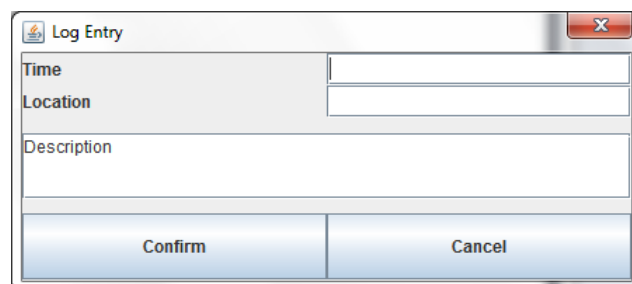 Log Entry
Time
Location
Description
Confirm Cancel